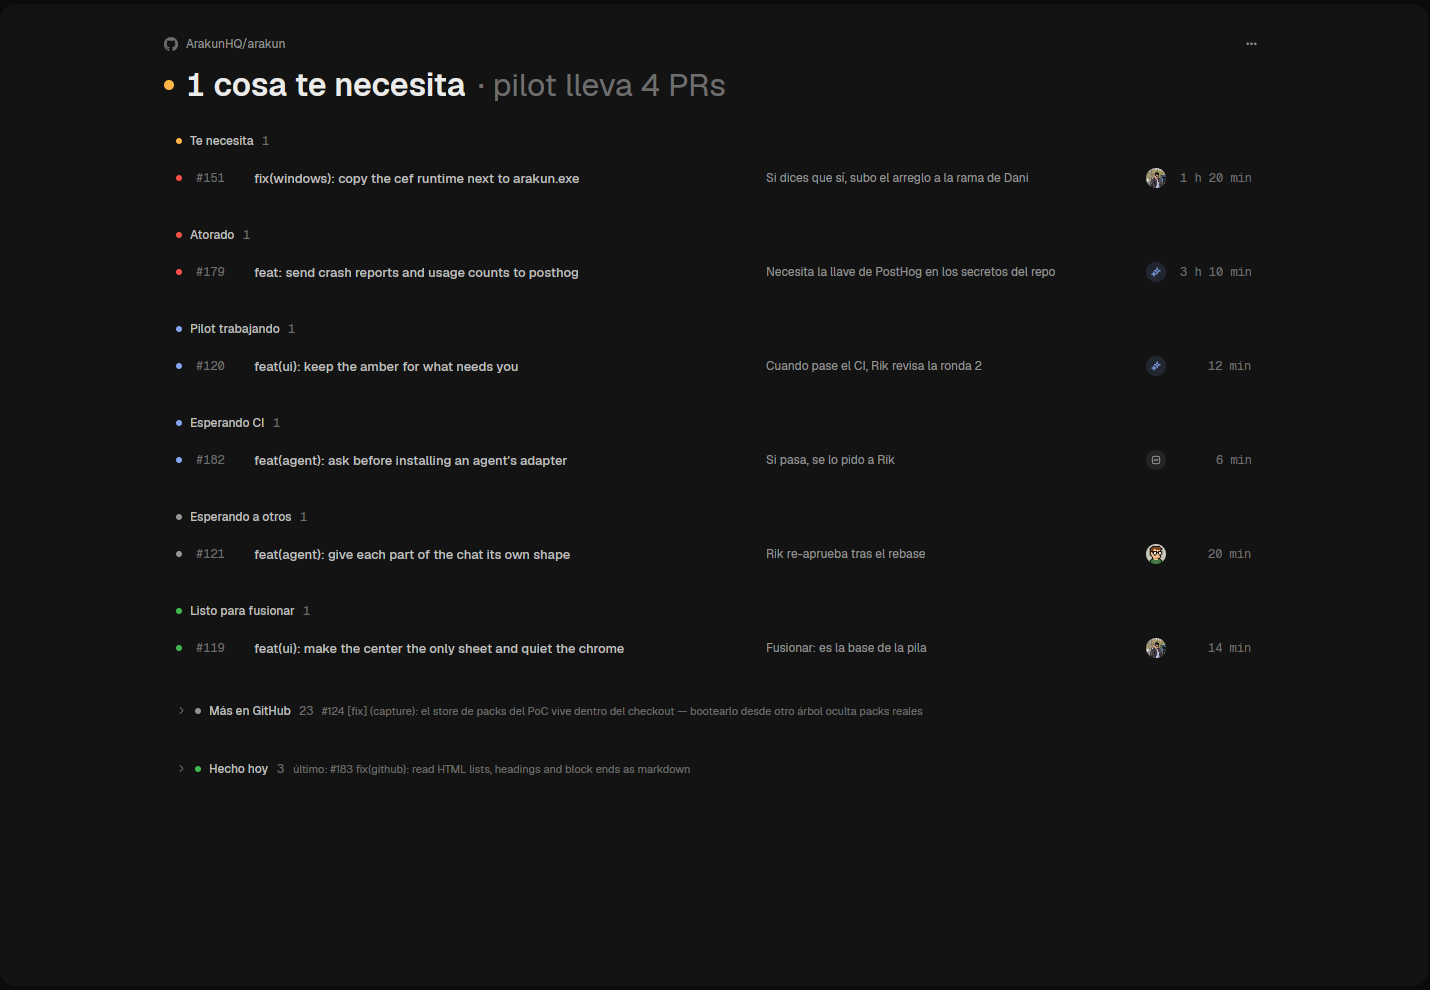 ArakunHQ/arakun
1 cosa te necesita · pilot lleva 4 PRs
Te necesita 1
#151 fix(windows): copy the cef runtime next to arakun.exe Si dices que sí, subo el arreglo a la rama de Dani 1 h 20 min
Atorado 1
#179 feat: send crash reports and usage counts to posthog Necesita la llave de PostHog en los secretos del repo 3 h 10 min
Pilot trabajando 1
#120 feat(ui): keep the amber for what needs you Cuando pase el CI, Rik revisa la ronda 2 12 min
Esperando CI 1
#182 feat(agent): ask before installing an agent's adapter Si pasa, se lo pido a Rik 6 min
Esperando a otros 1
#121 feat(agent): give each part of the chat its own shape Rik re-aprueba tras el rebase 20 min
Listo para fusionar 1
#119 feat(ui): make the center the only sheet and quiet the chrome Fusionar: es la base de la pila 14 min
Más en GitHub 23 #124 [fix] (capture): el store de packs del PoC vive dentro del checkout — bootearlo desde otro árbol oculta packs reales
Hecho hoy 3 último: #183 fix(github): read HTML lists, headings and block ends as markdown